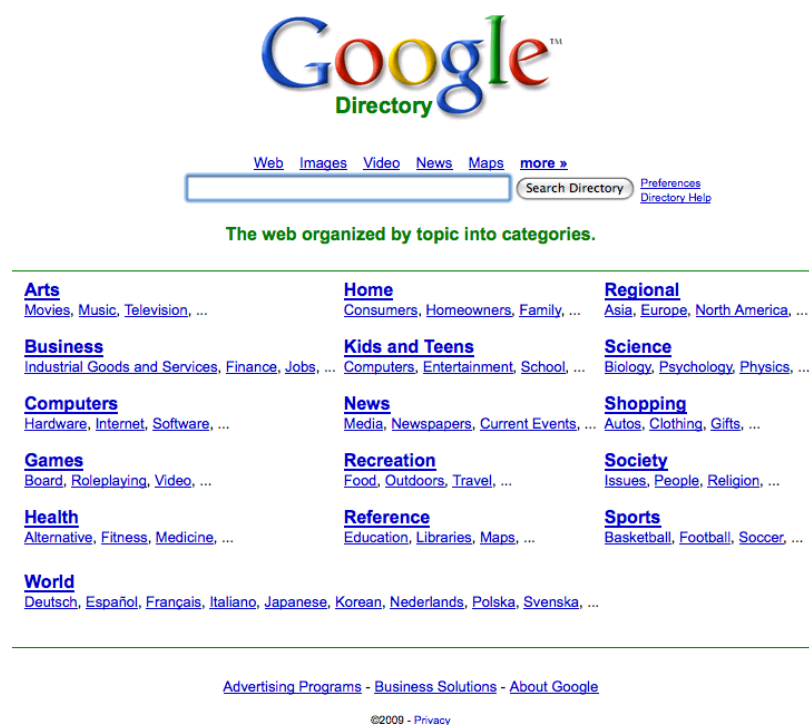 Google™
Directory
Web Images Video News Maps more »
Search Directory
Preferences
Directory Help
The web organized by topic into categories.
Arts
Movies, Music, Television, ...
Home
Consumers, Homeowners, Family, ...
Regional
Asia, Europe, North America, ...
Business
Industrial Goods and Services, Finance, Jobs, ...
Kids and Teens
Computers, Entertainment, School, ...
Science
Biology, Psychology, Physics, ...
Computers
Hardware, Internet, Software, ...
News
Media, Newspapers, Current Events, ...
Shopping
Autos, Clothing, Gifts, ...
Games
Board, Roleplaying, Video, ...
Recreation
Food, Outdoors, Travel, ...
Society
Issues, People, Religion, ...
Health
Alternative, Fitness, Medicine, ...
Reference
Education, Libraries, Maps, ...
Sports
Basketball, Football, Soccer, ...
World
Deutsch, Español, Français, Italiano, Japanese, Korean, Nederlands, Polska, Svenska, ...
Advertising Programs - Business Solutions - About Google
©2009 - Privacy